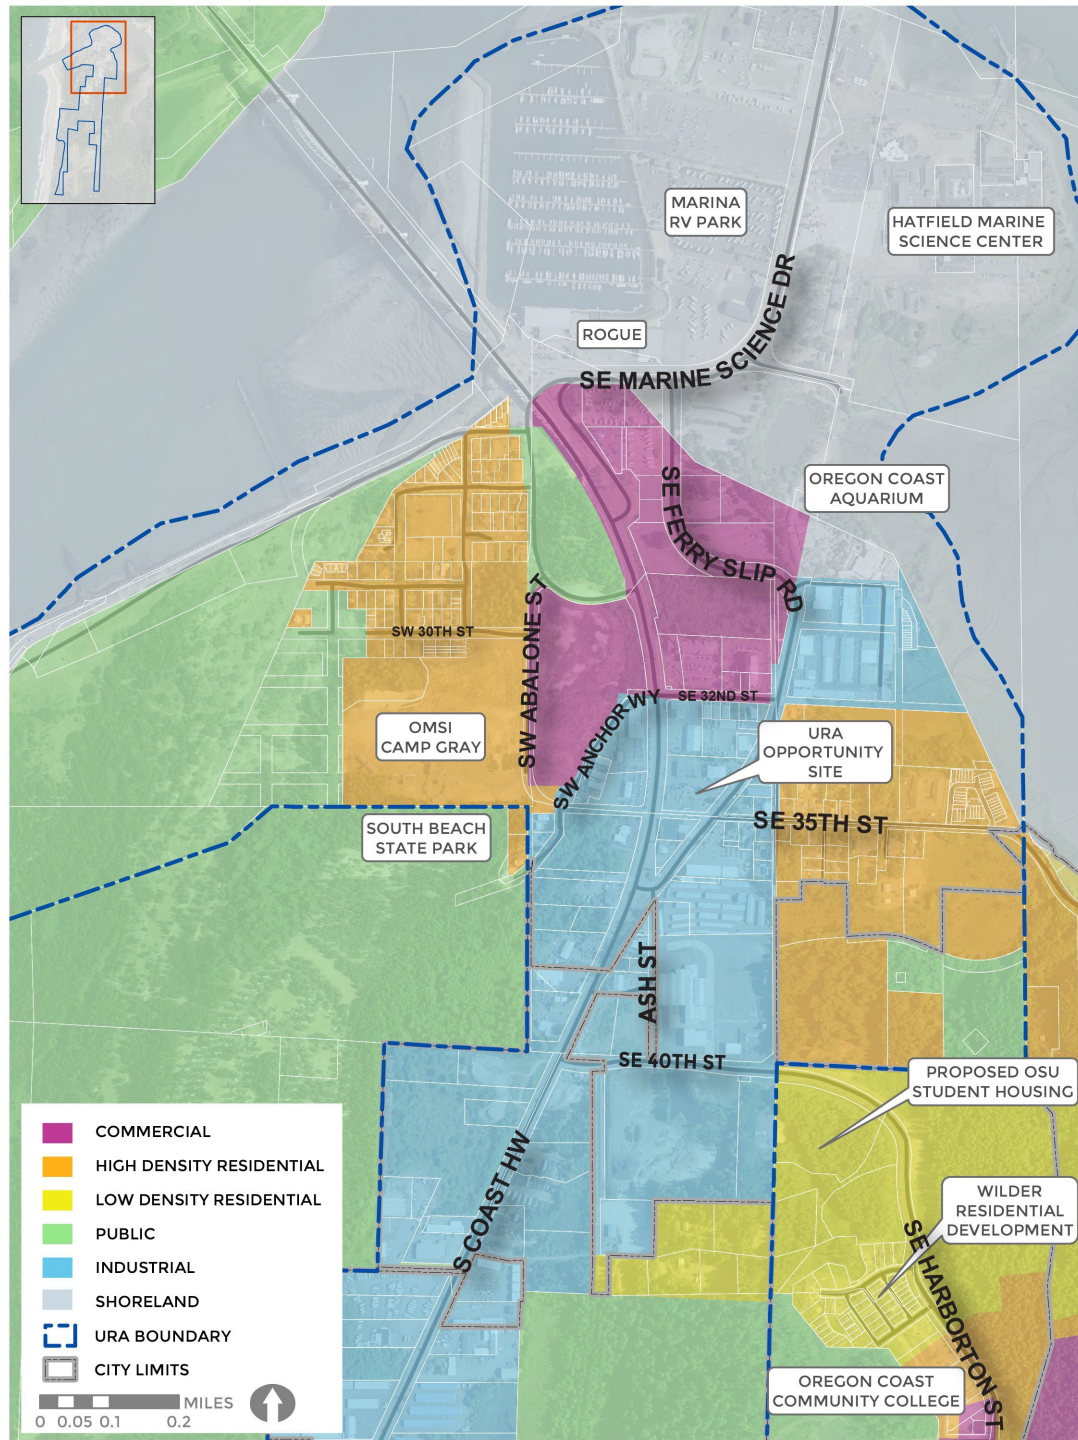 MARINA
RV PARK
HATFIELD MARINE
SCIENCE CENTER
ROGUE
SE MARINE SCIENCE DR
OREGON COAST
AQUARIUM
SE FERRY SLIP RD
SW ABALONE ST
SW 30TH ST
OMSI
CAMP GRAY
SW ANCHOR WY
SE 32ND ST
URA
OPPORTUNITY
SITE
SE 35TH ST
SOUTH BEACH
STATE PARK
ASH ST
SE 40TH ST
PROPOSED OSU
STUDENT HOUSING
S COAST HW
WILDER
RESIDENTIAL
DEVELOPMENT
SE HARBORTON ST
OREGON COAST
COMMUNITY COLLEGE
COMMERCIAL
HIGH DENSITY RESIDENTIAL
LOW DENSITY RESIDENTIAL
PUBLIC
INDUSTRIAL
SHORELAND
URA BOUNDARY
CITY LIMITS
MILES
0 0.05 0.1 0.2